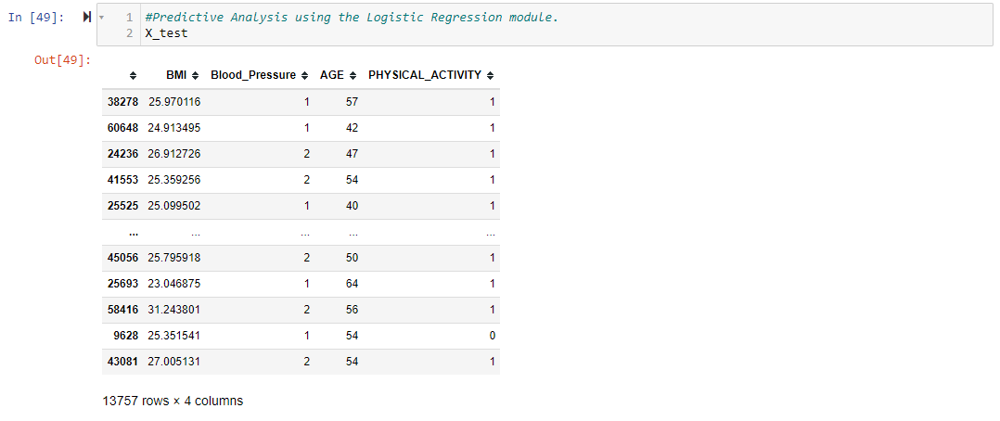 In [49]:
1 #Predictive Analysis using the Logistic Regression module.
2 X_test
Out[49]:
BMI Blood_Pressure AGE PHYSICAL_ACTIVITY
38278 25.970116 1 57 1
60648 24.913495 1 42 1
24236 26.912726 2 47 1
41553 25.359256 2 54 1
25525 25.099502 1 40 1
... ... ... ... ...
45056 25.795918 2 50 1
25693 23.046875 1 64 1
58416 31.243801 2 56 1
9628 25.351541 1 54 0
43081 27.005131 2 54 1
13757 rows × 4 columns